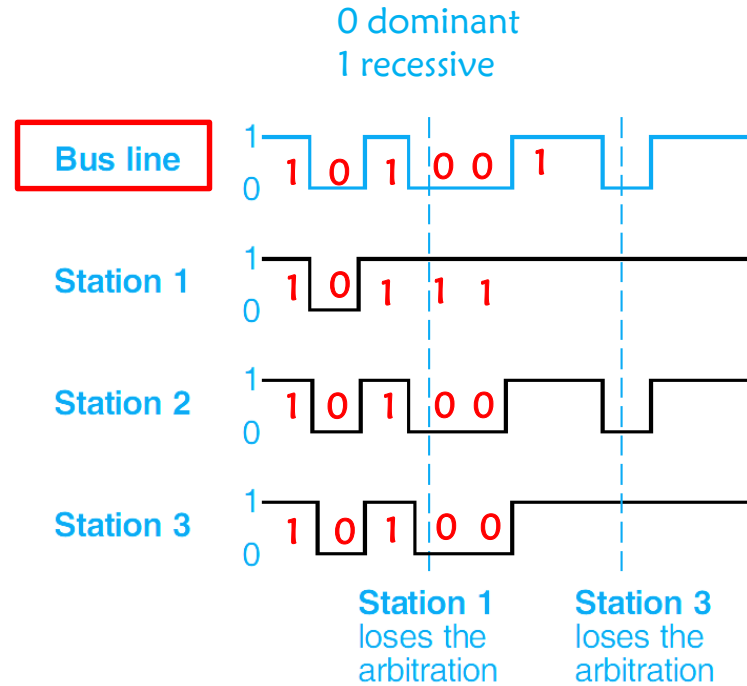 0 dominant
1 recessive
1
Bus line
0
1 0 1 0 0 1
1
Station 1
0
1 0 1 1 1
1
Station 2
0
1 0 1 0 0
1
Station 3
0
1 0 1 0 0
Station 1
loses the
arbitration
Station 3
loses the
arbitration